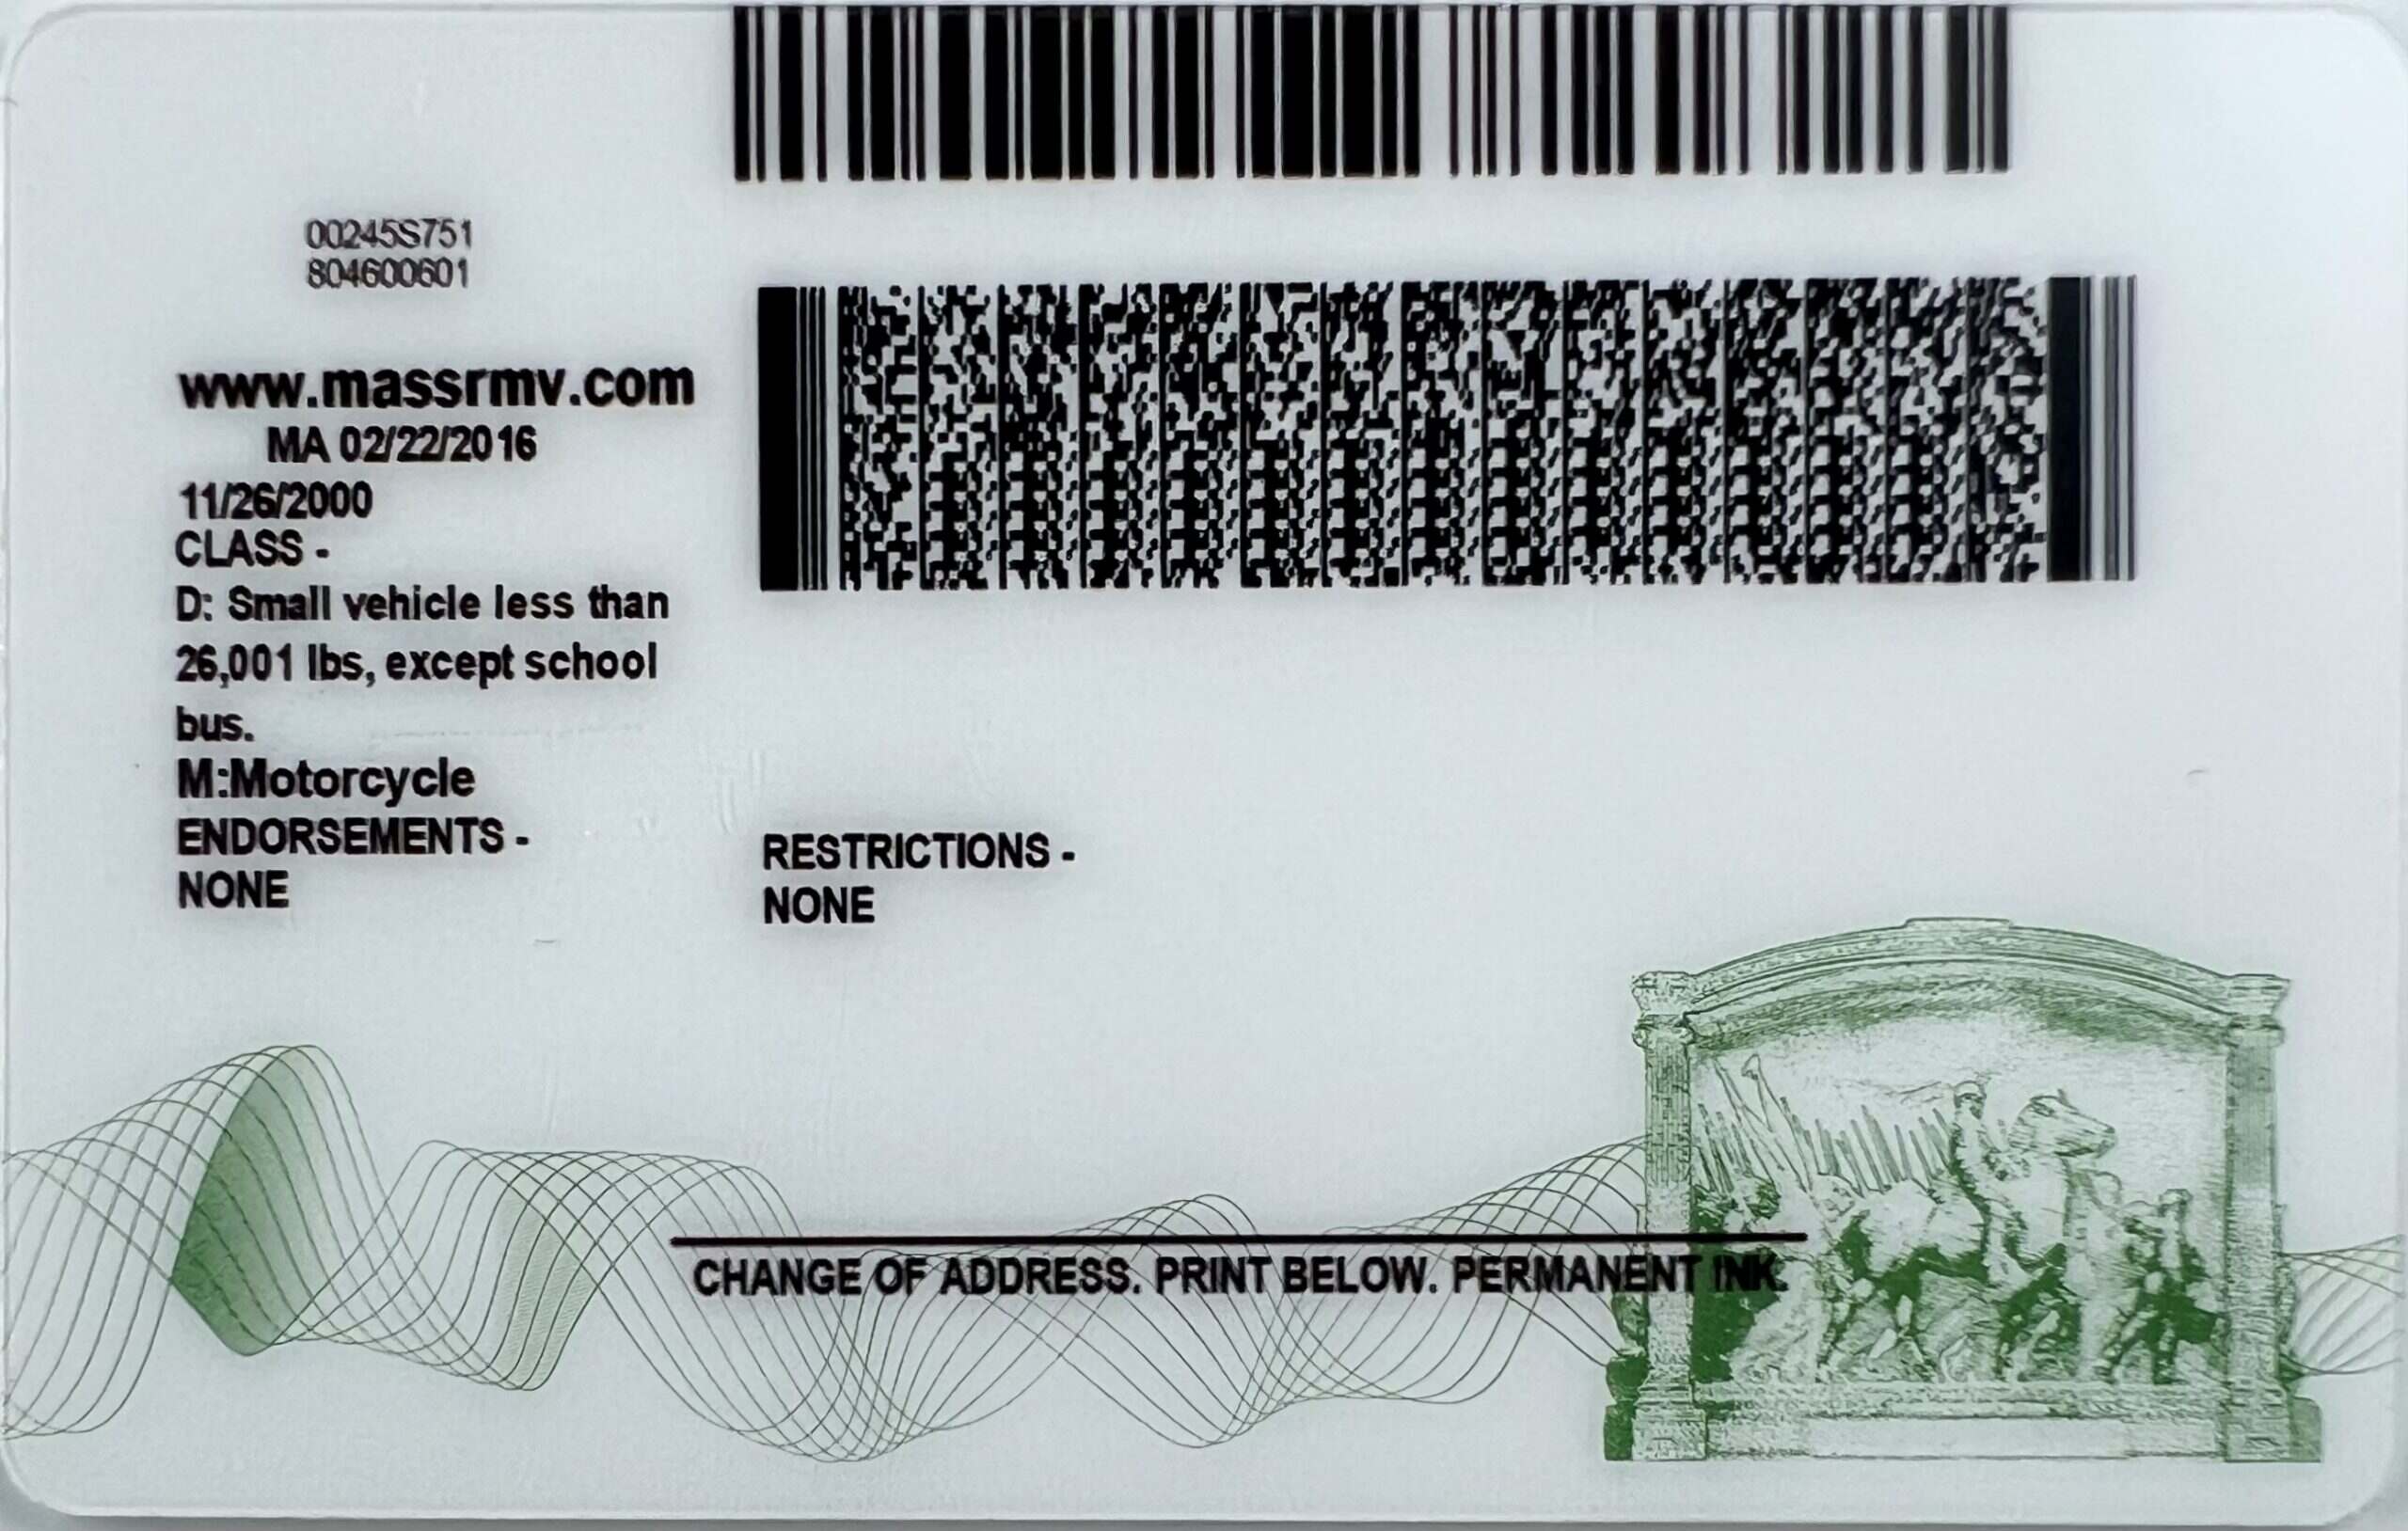 00245S751
804600601
www.massrmv.com
MA 02/22/2016
11/26/2000
CLASS -
D: Small vehicle less than
26,001 lbs, except school
bus.
M:Motorcycle
ENDORSEMENTS -
NONE
RESTRICTIONS -
NONE
CHANGE OF ADDRESS. PRINT BELOW. PERMANENT INK.